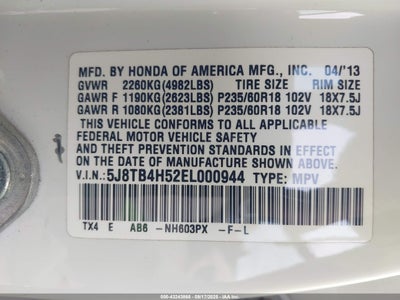 MFD. BY HONDA OF AMERICA MFG., INC. 04/'13
GVWR 2260KG(4982LBS) TIRE SIZE RIM SIZE
GAWR F 1190KG(2623LBS) P235/60R18 102V 18X7.5J
GAWR R 1080KG(2381LBS) P235/60R18 102V 18X7.5J
THIS VEHICLE CONFORMS TO ALL APPLICABLE
FEDERAL MOTOR VEHICLE SAFETY, BUMPER,
AND THEFT PREVENTION STANDARDS IN EFFECT ON
THE DATE OF MANUFACTURE SHOWN ABOVE.
V.I.N.: 5J8TB4H52EL000944 TYPE: MPV
TX4 E AB6 -NH603PX -F-L